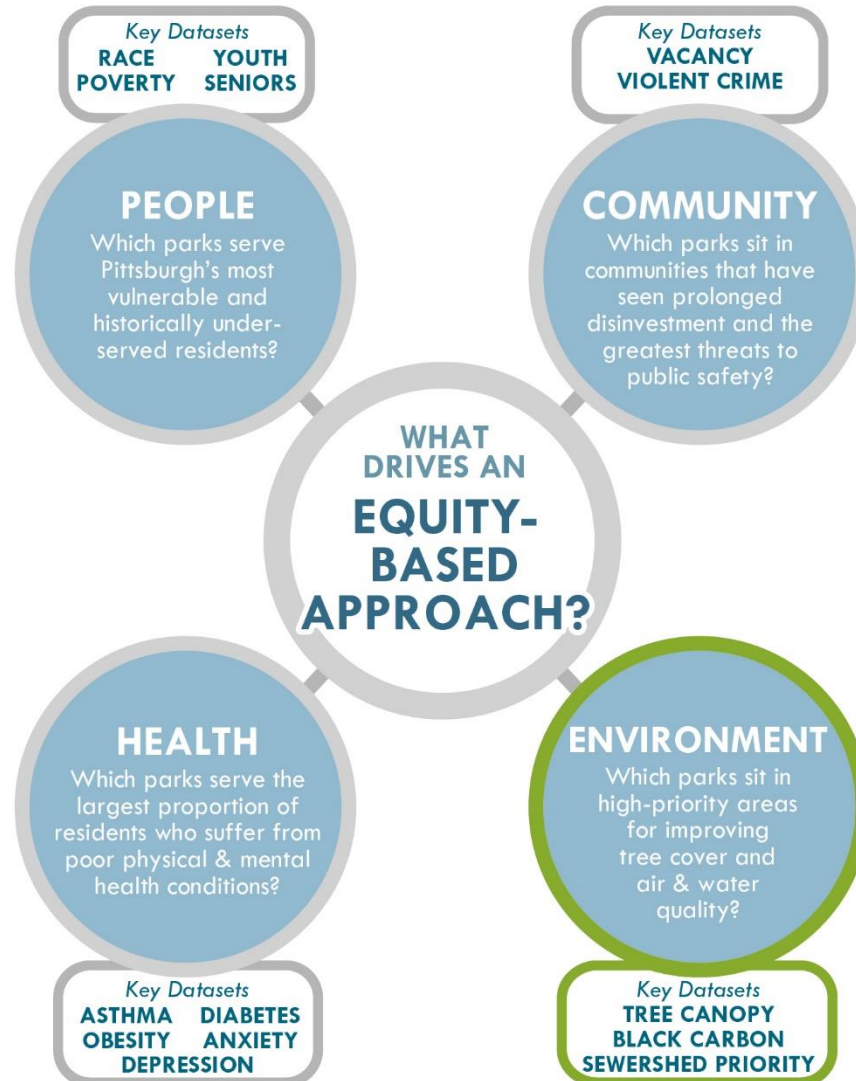 Key Datasets
RACE YOUTH
POVERTY SENIORS
PEOPLE
Which parks serve
Pittsburgh's most
vulnerable and
historically under-
served residents?
Key Datasets
VACANCY
VIOLENT CRIME
COMMUNITY
Which parks sit in
communities that have
seen prolonged
disinvestment and the
greatest threats to
public safety?
WHAT
DRIVES AN
EQUITY-
BASED
APPROACH?
HEALTH
Which parks serve the
largest proportion of
residents who suffer from
poor physical & mental
health conditions?
Key Datasets
ASTHMA DIABETES
OBESITY ANXIETY
DEPRESSION
ENVIRONMENT
Which parks sit in
high-priority areas
for improving
tree cover and
air & water
quality?
Key Datasets
TREE CANOPY
BLACK CARBON
SEWERSHED PRIORITY